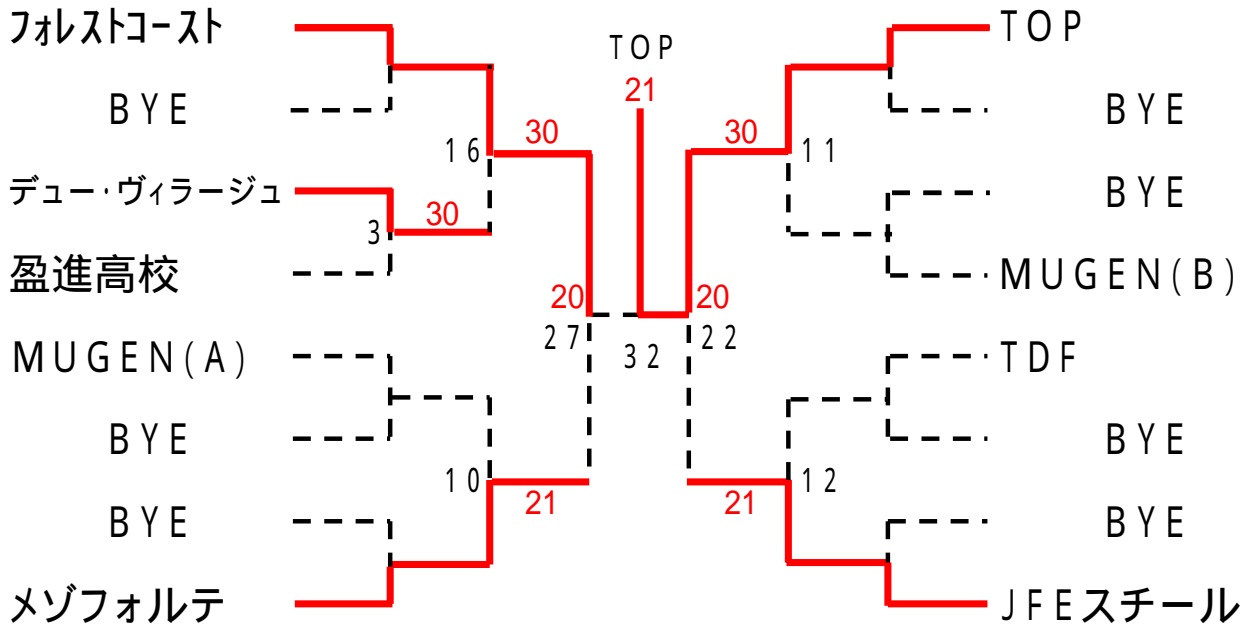 フォレストコースト
BYE
16
30
デュー・ヴィラージュ
3
30
盈進高校
20
27
MUGEN(A)
BYE
10
21
BYE
メゾフォルテ
TOP
21
32
TOP
30
11
BYE
BYE
MUGEN(B)
20
22
TDF
BYE
21
12
BYE
JFEスチール